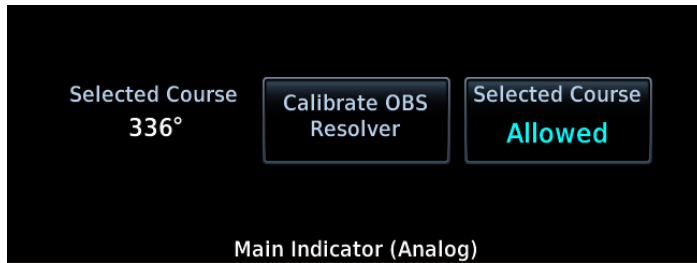 Selected Course
336°
Calibrate OBS
Resolver
Selected Course
Allowed
Main Indicator (Analog)